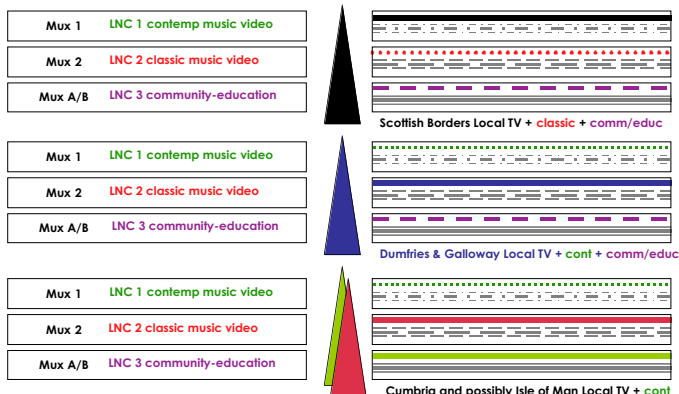 Mux 1 LNC 1 contemp music video
Mux 2 LNC 2 classic music video
Mux A/B LNC 3 community-education
Scottish Borders Local TV + classic + comm/educ
Mux 1 LNC 1 contemp music video
Mux 2 LNC 2 classic music video
Mux A/B LNC 3 community-education
Dumfries & Galloway Local TV + cont + comm/educ
Mux 1 LNC 1 contemp music video
Mux 2 LNC 2 classic music video
Mux A/B LNC 3 community-education
Cumbria and possibly Isle of Man Local TV + cont